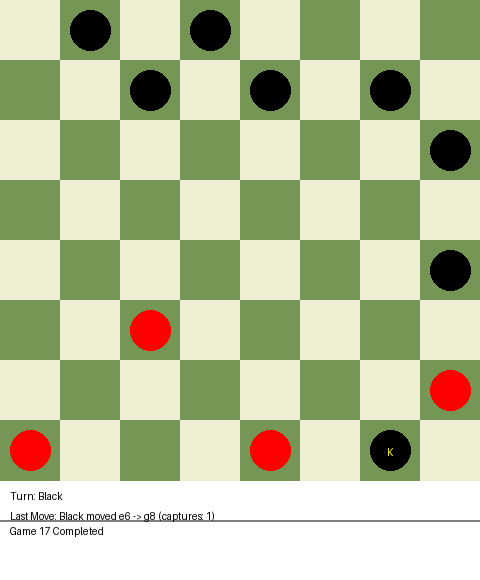 K
Turn: Black
Last Move: Black moved e6 -> g8 (captures: 1)
Game 17 Completed